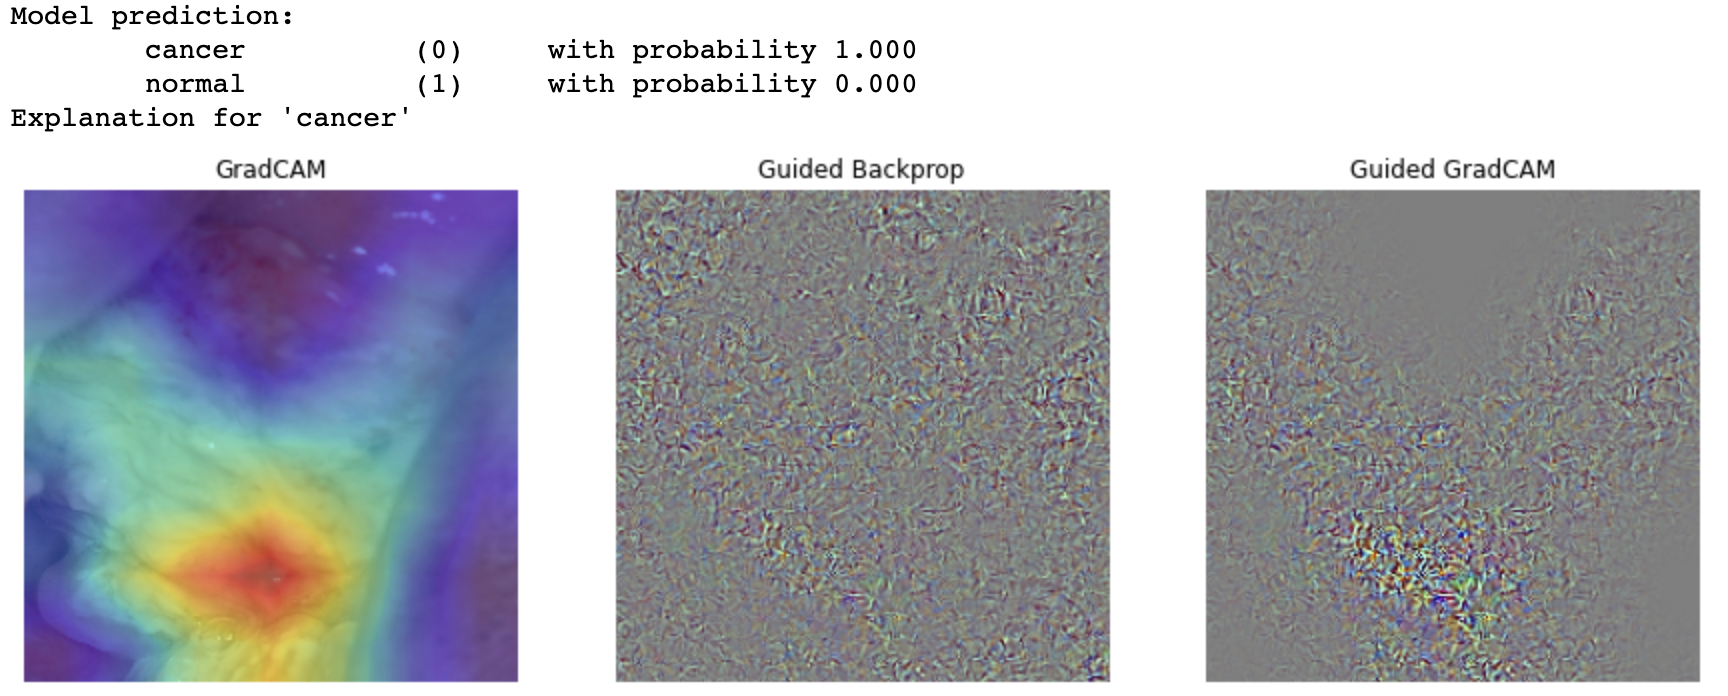 Model prediction:
cancer (0) with probability 1.000
normal (1) with probability 0.000
Explanation for 'cancer'
GradCAM Guided Backprop Guided GradCAM